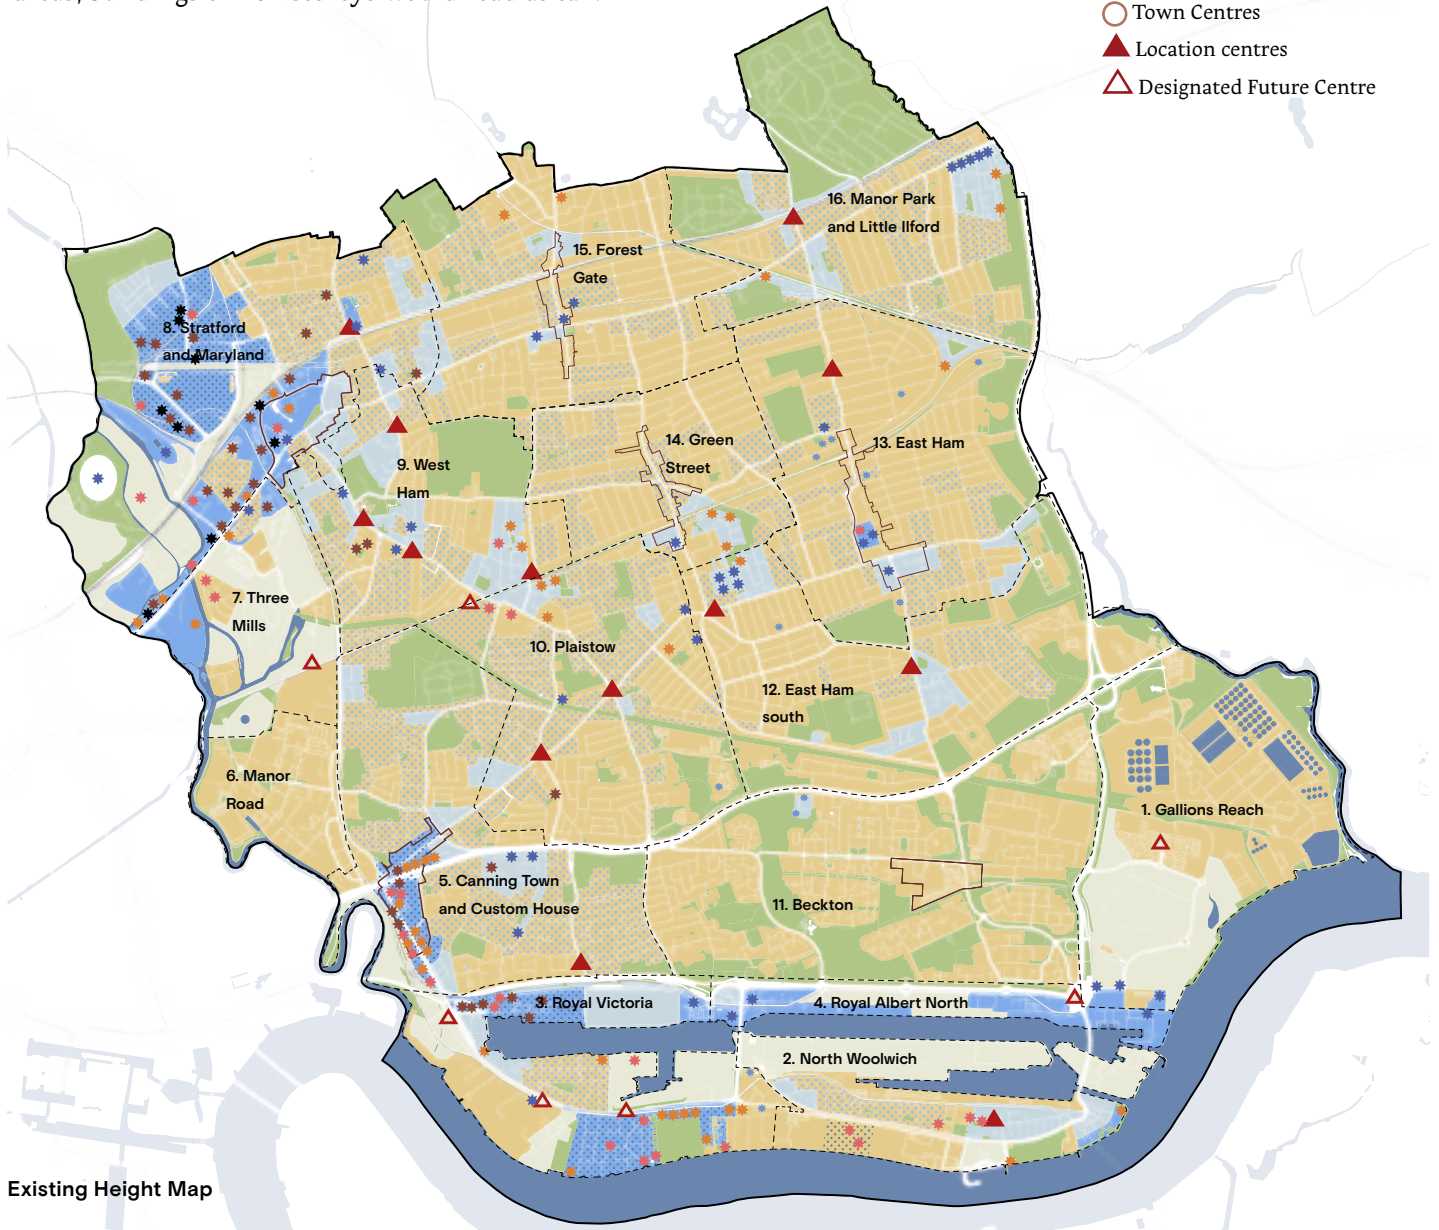 Town Centres
Location centres
Designated Future Centre
16. Manor Park
and Little Ilford
15. Forest
Gate
8. Stratford
and Maryland
14. Green
Street
13. East Ham
9. West
Ham
7. Three
Mills
10. Plaistow
12. East Ham
south
6. Manor
Road
1. Gallions Reach
5. Canning Town
and Custom House
11. Beckton
3. Royal Victoria
4. Royal Albert North
2. North Woolwich
Existing Height Map